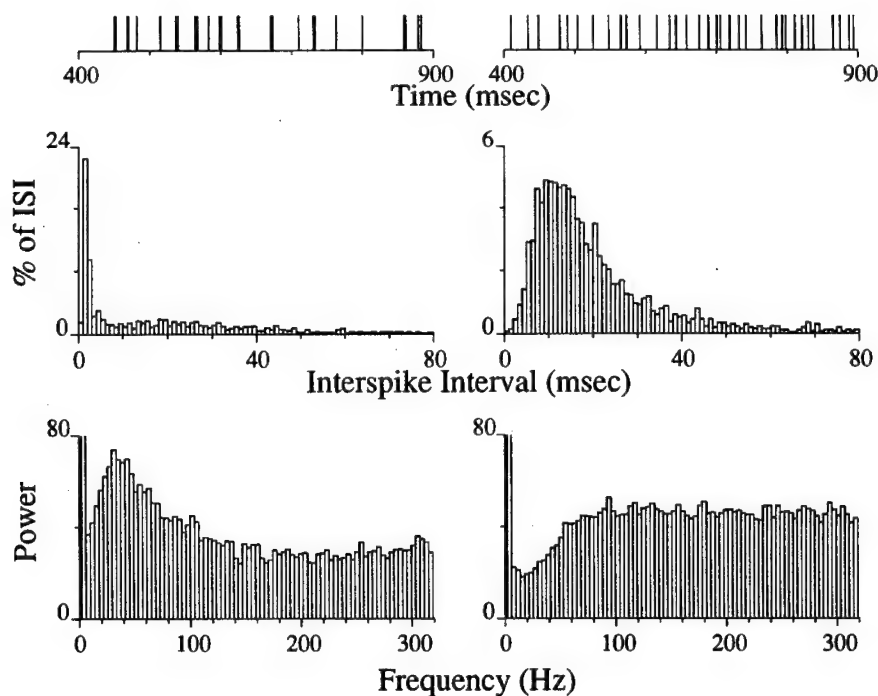 400 900 400 900
Time (msec)
24 6
% of ISI
0 0
0 40 80 0 40 80
Interspike Interval (msec)
80 80
Power
0 0
0 100 200 300 0 100 200 300
Frequency (Hz)